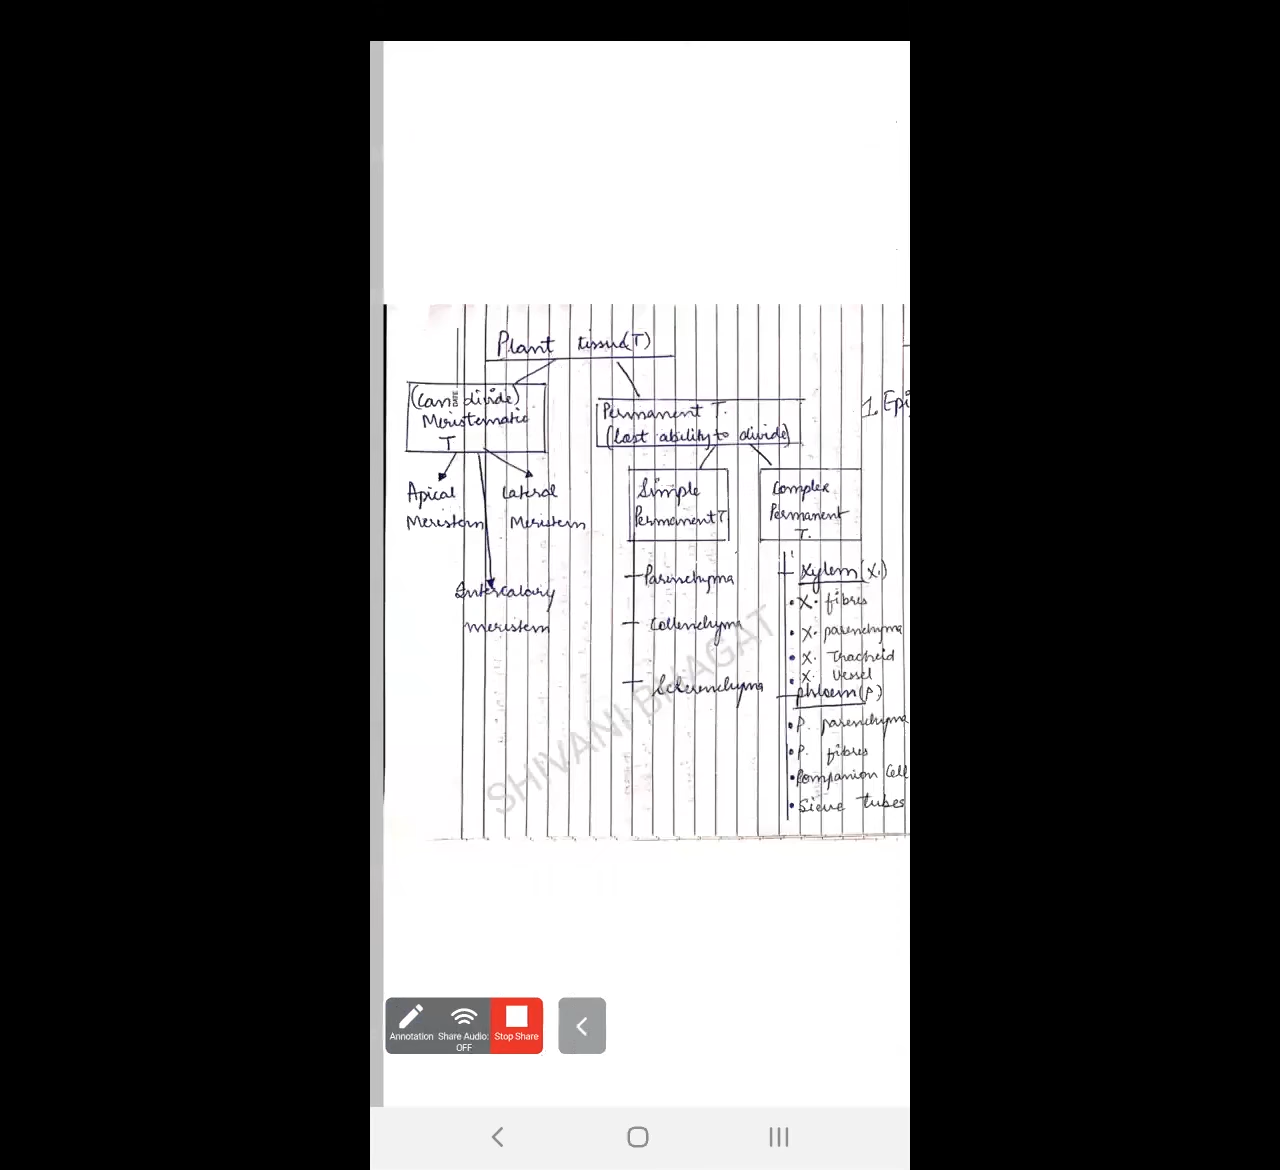 Plant tissue(T)
(Can divide)
DATE
Meristematic
T
Permanent T.
(lost ability to divide)
1. Epi
Apical
Meristem
Lateral
Meristem
Intercalary
meristem
Simple
Permanent T
Complex
Permanent
T.
Parenchyma
Collenchyma
Sclerenchyma
Xylem(X.)
• X. fibres
• X. parenchyma
• X. Tracheid
• X. Vessel
Phloem(P)
• P. parenchyma
• P. fibres
• Companion Cell
• Sieve tubes
SHIVANI BHAGAT
Annotation
Share Audio:
OFF
Stop Share